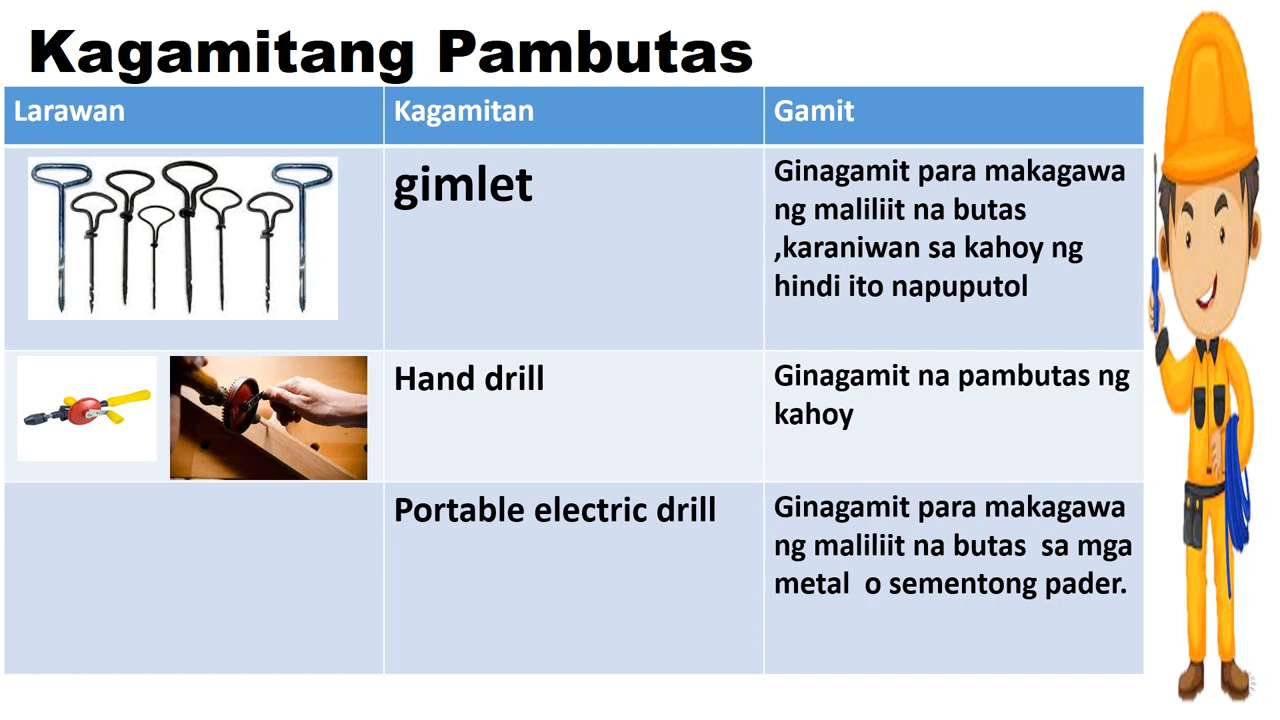 Kagamitang Pambutas
Larawan
Kagamitan
Gamit
gimlet
Ginagamit para makagawa
ng maliliit na butas
,karaniwan sa kahoy ng
hindi ito napuputol
Hand drill
Ginagamit na pambutas ng
kahoy
Portable electric drill
Ginagamit para makagawa
ng maliliit na butas sa mga
metal o sementong pader.